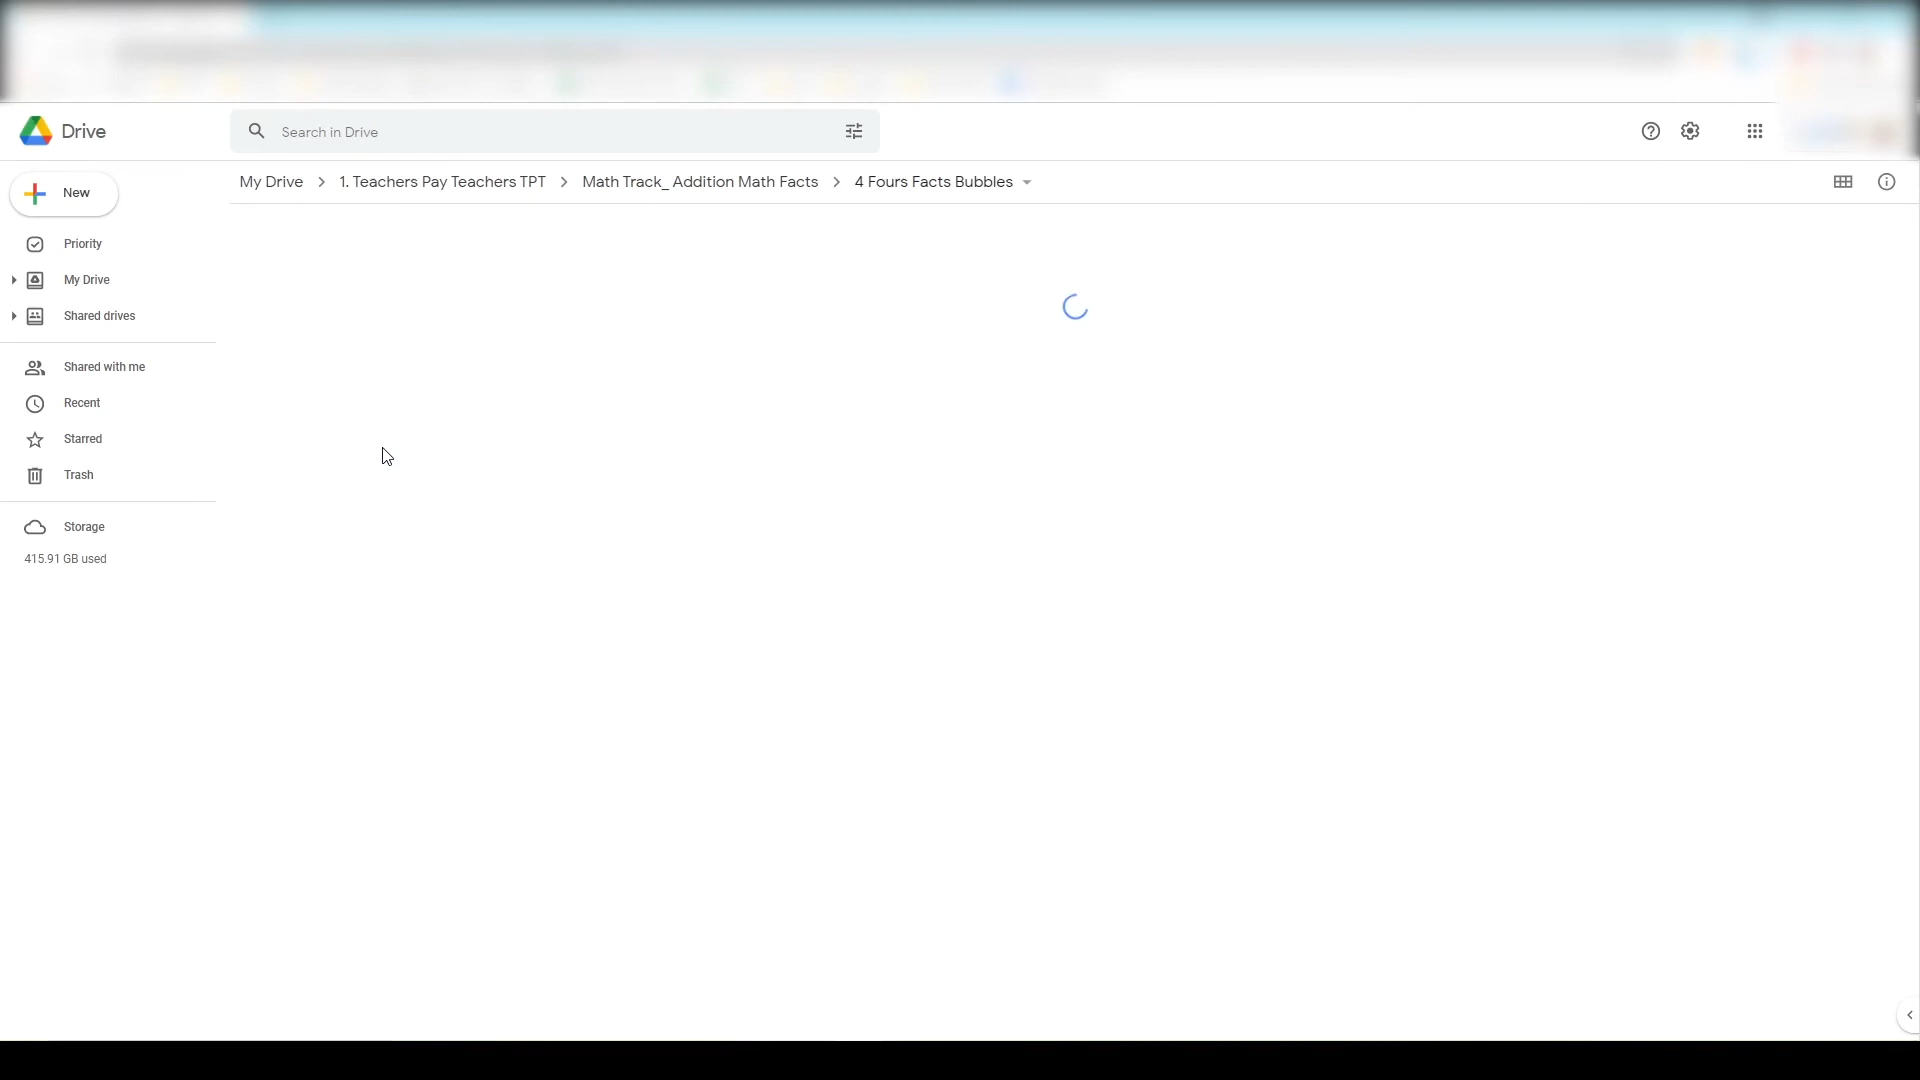 Drive
Search in Drive
New
My Drive
1. Teachers Pay Teachers TPT
Math Track_ Addition Math Facts
4 Fours Facts Bubbles
Priority
My Drive
Shared drives
Shared with me
Recent
Starred
Trash
Storage
415.91 GB used